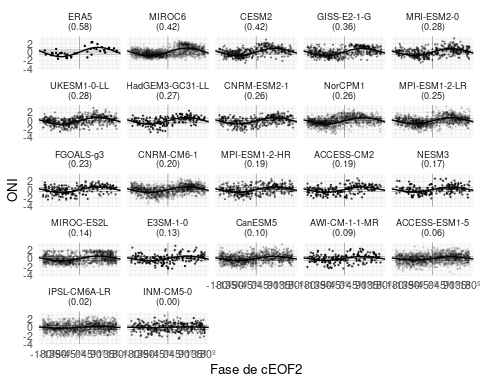 ERA5 MIROC6 CESM2 GISS-E2-1-G MRI-ESM2-0
(0.58) (0.42) (0.42) (0.36) (0.28)
2
0
-2
-4
UKESM1-0-LL HadGEM3-GC31-LL CNRM-ESM2-1 NorCPM1 MPI-ESM1-2-LR
(0.28) (0.27) (0.26) (0.26) (0.25)
2
0
-2
-4
FGOALS-g3 CNRM-CM6-1 MPI-ESM1-2-HR ACCESS-CM2 NESM3
(0.23) (0.20) (0.19) (0.19) (0.17)
2
0
-2
-4
ONI
MIROC-ES2L E3SM-1-0 CanESM5 AWI-CM-1-1-MR ACCESS-ESM1-5
(0.14) (0.13) (0.10) (0.09) (0.06)
2
0
-2
-4
IPSL-CM6A-LR INM-CM5-0
(0.02) (0.00)
2
0
-2
-4
Fase de cEOF2